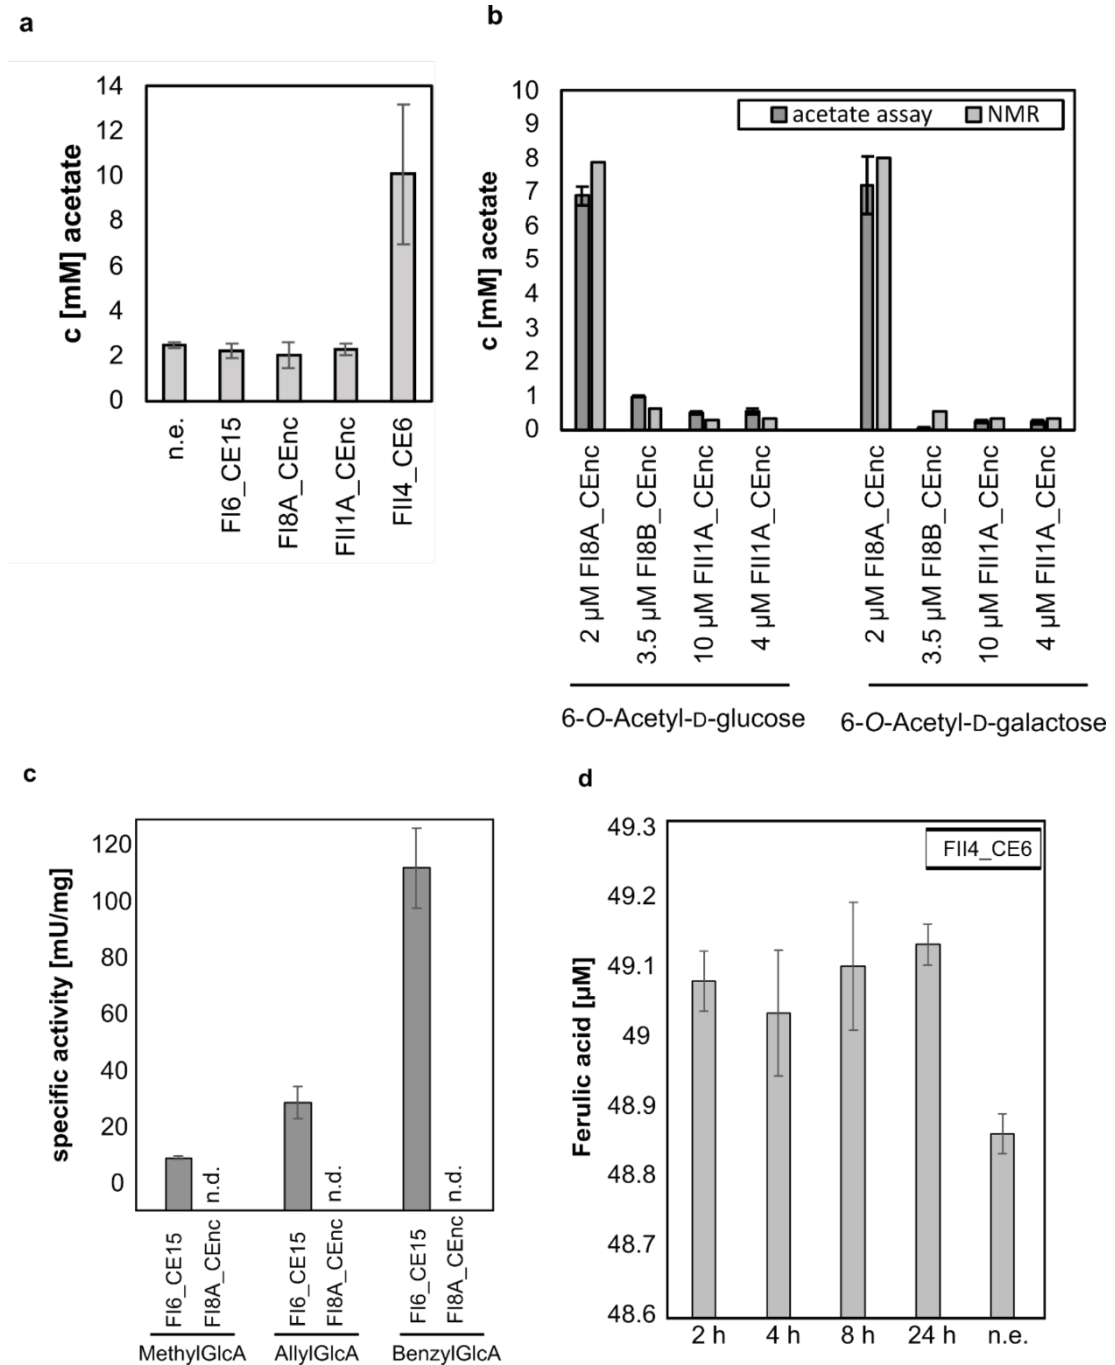 a
c [mM] acetate
14
12
10
8
6
4
2
0
n.e.
FI6_CE15
FI8A_CEnc
FII1A_CEnc
FII4_CE6
b
c [mM] acetate
10
9
8
7
6
5
4
3
2
1
0
acetate assay
NMR
2 µM FI8A_CEnc
3.5 µM FI8B_CEnc
10 µM FII1A_CEnc
4 µM FII1A_CEnc
2 µM FI8A_CEnc
3.5 µM FI8B_CEnc
10 µM FII1A_CEnc
4 µM FII1A_CEnc
6-O-Acetyl-D-glucose
6-O-Acetyl-D-galactose
c
specific activity [mU/mg]
120
100
80
60
40
20
0
n.d.
n.d.
n.d.
FI6_CE15
FI8A_CEnc
FI6_CE15
FI8A_CEnc
FI6_CE15
FI8A_CEnc
MethylGlcA
AllylGlcA
BenzylGlcA
d
Ferulic acid [µM]
49.3
49.2
49.1
49
48.9
48.8
48.7
48.6
FII4_CE6
2 h
4 h
8 h
24 h
n.e.